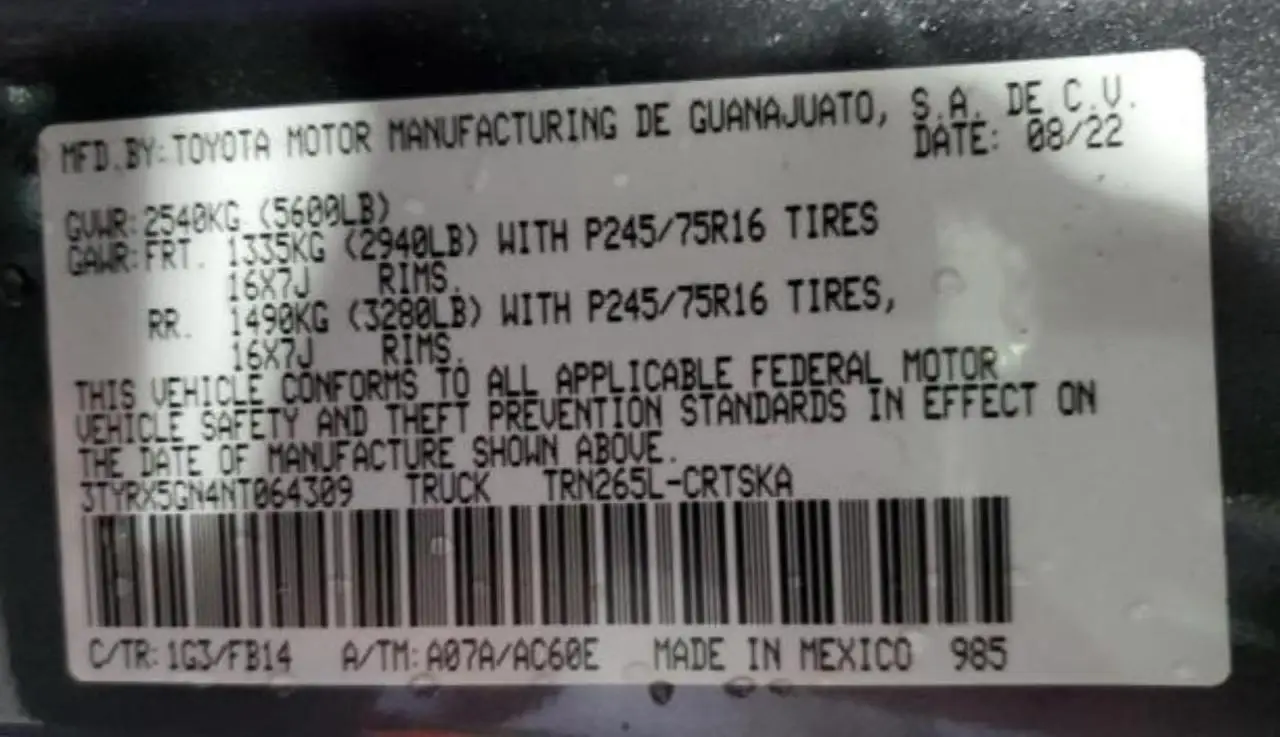 MFD.BY:TOYOTA MOTOR MANUFACTURING DE GUANAJUATO, S.A. DE C.V.
DATE: 08/22
GVWR:2540KG (5600LB)
GAWR:FRT. 1335KG (2940LB) WITH P245/75R16 TIRES
16X7J RIMS.
RR. 1490KG (3280LB) WITH P245/75R16 TIRES,
16X7J RIMS.
THIS VEHICLE CONFORMS TO ALL APPLICABLE FEDERAL MOTOR
VEHICLE SAFETY AND THEFT PREVENTION STANDARDS IN EFFECT ON
THE DATE OF MANUFACTURE SHOWN ABOVE.
3TYRX5GN4NT064309 TRUCK TRN265L-CRTSKA
C/TR:1G3/FB14 A/TM:A07A/AC60E MADE IN MEXICO 985